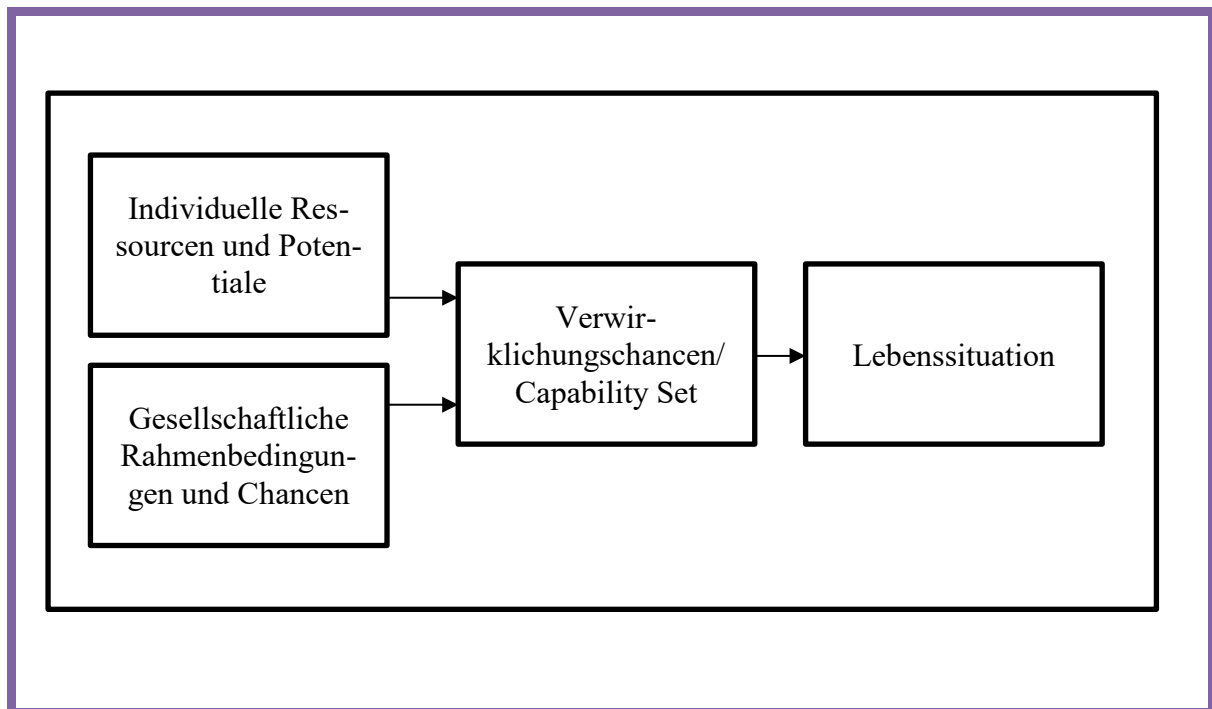 Individuelle Res-
sourcen und Poten-
tiale
Gesellschaftliche
Rahmenbedingun-
gen und Chancen
Verwir-
klichungschancen/
Capability Set
Lebenssituation